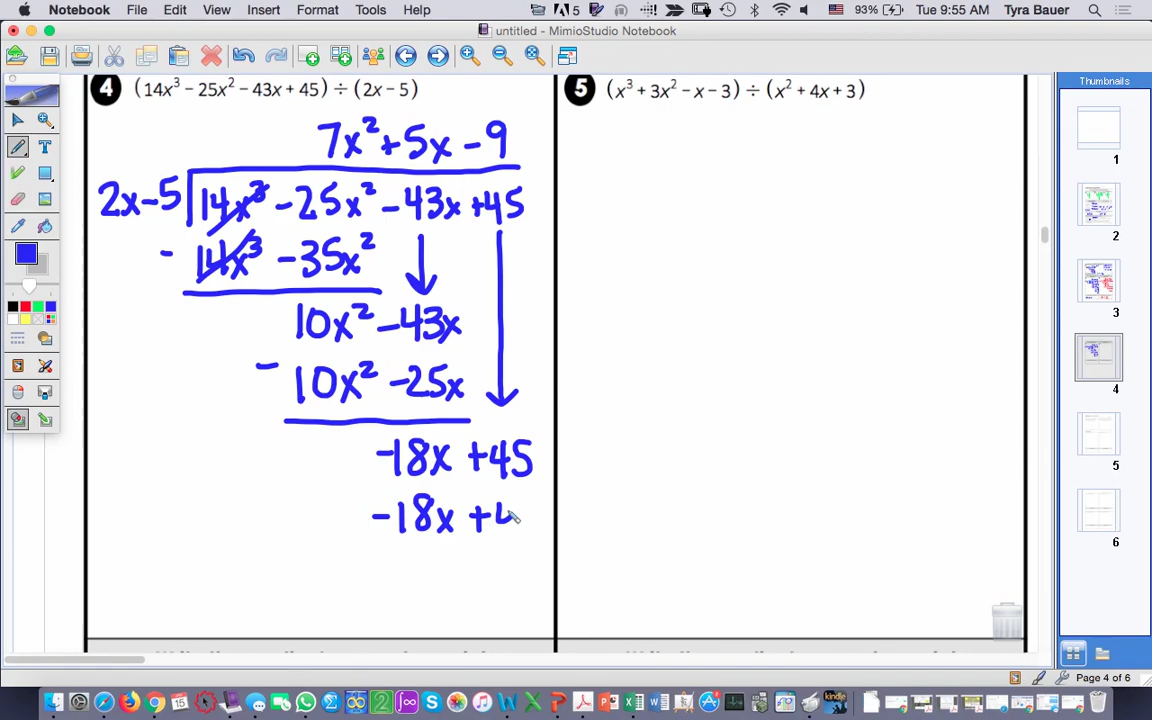 Notebook File Edit View Insert Format Tools Help 5 93% Tue 9:55 AM Tyra Bauer
untitled - MimioStudio Notebook
Thumbnails
4 (14x³ − 25x² − 43x + 45) ÷ (2x − 5)
7x² + 5x − 9
2x − 5 14x³ − 25x² − 43x + 45
− 14x³ − 35x²
10x² − 43x
− 10x² − 25x
−18x + 45
−18x + 4
5 (x³ + 3x² − x − 3) ÷ (x² + 4x + 3)
1
2
3
4
5
6
Page 4 of 6
kindle